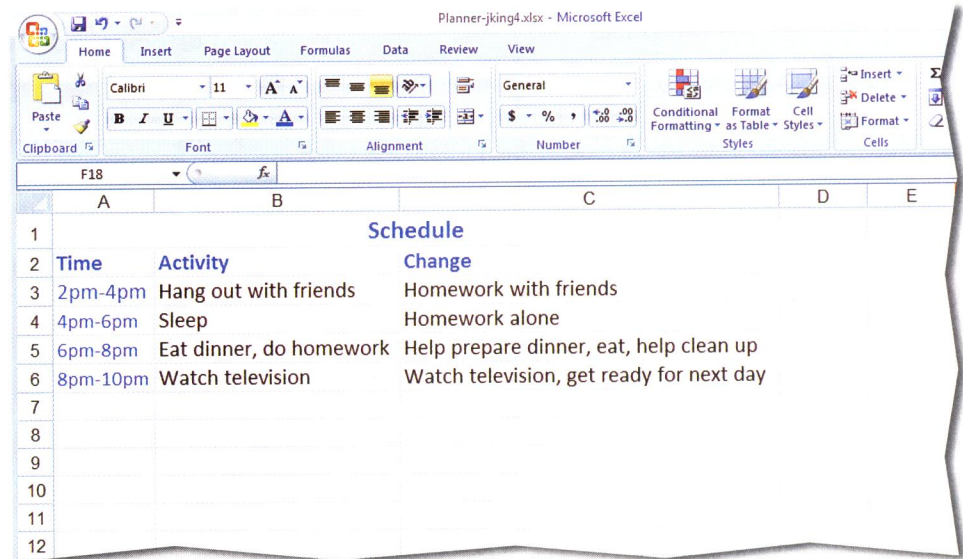 Planner-jking4.xlsx - Microsoft Excel
Home Insert Page Layout Formulas Data Review View
Calibri 11 A A General Insert Σ
Paste Delete
B I U A $ % , .0 .00 .00 .0 Conditional Format Cell Format
Formatting as Table Styles
Clipboard Font Alignment Number Styles Cells
F18 fx
A B C D E
1 Schedule
2 Time Activity Change
3 2pm-4pm Hang out with friends Homework with friends
4 4pm-6pm Sleep Homework alone
5 6pm-8pm Eat dinner, do homework Help prepare dinner, eat, help clean up
6 8pm-10pm Watch television Watch television, get ready for next day
7
8
9
10
11
12